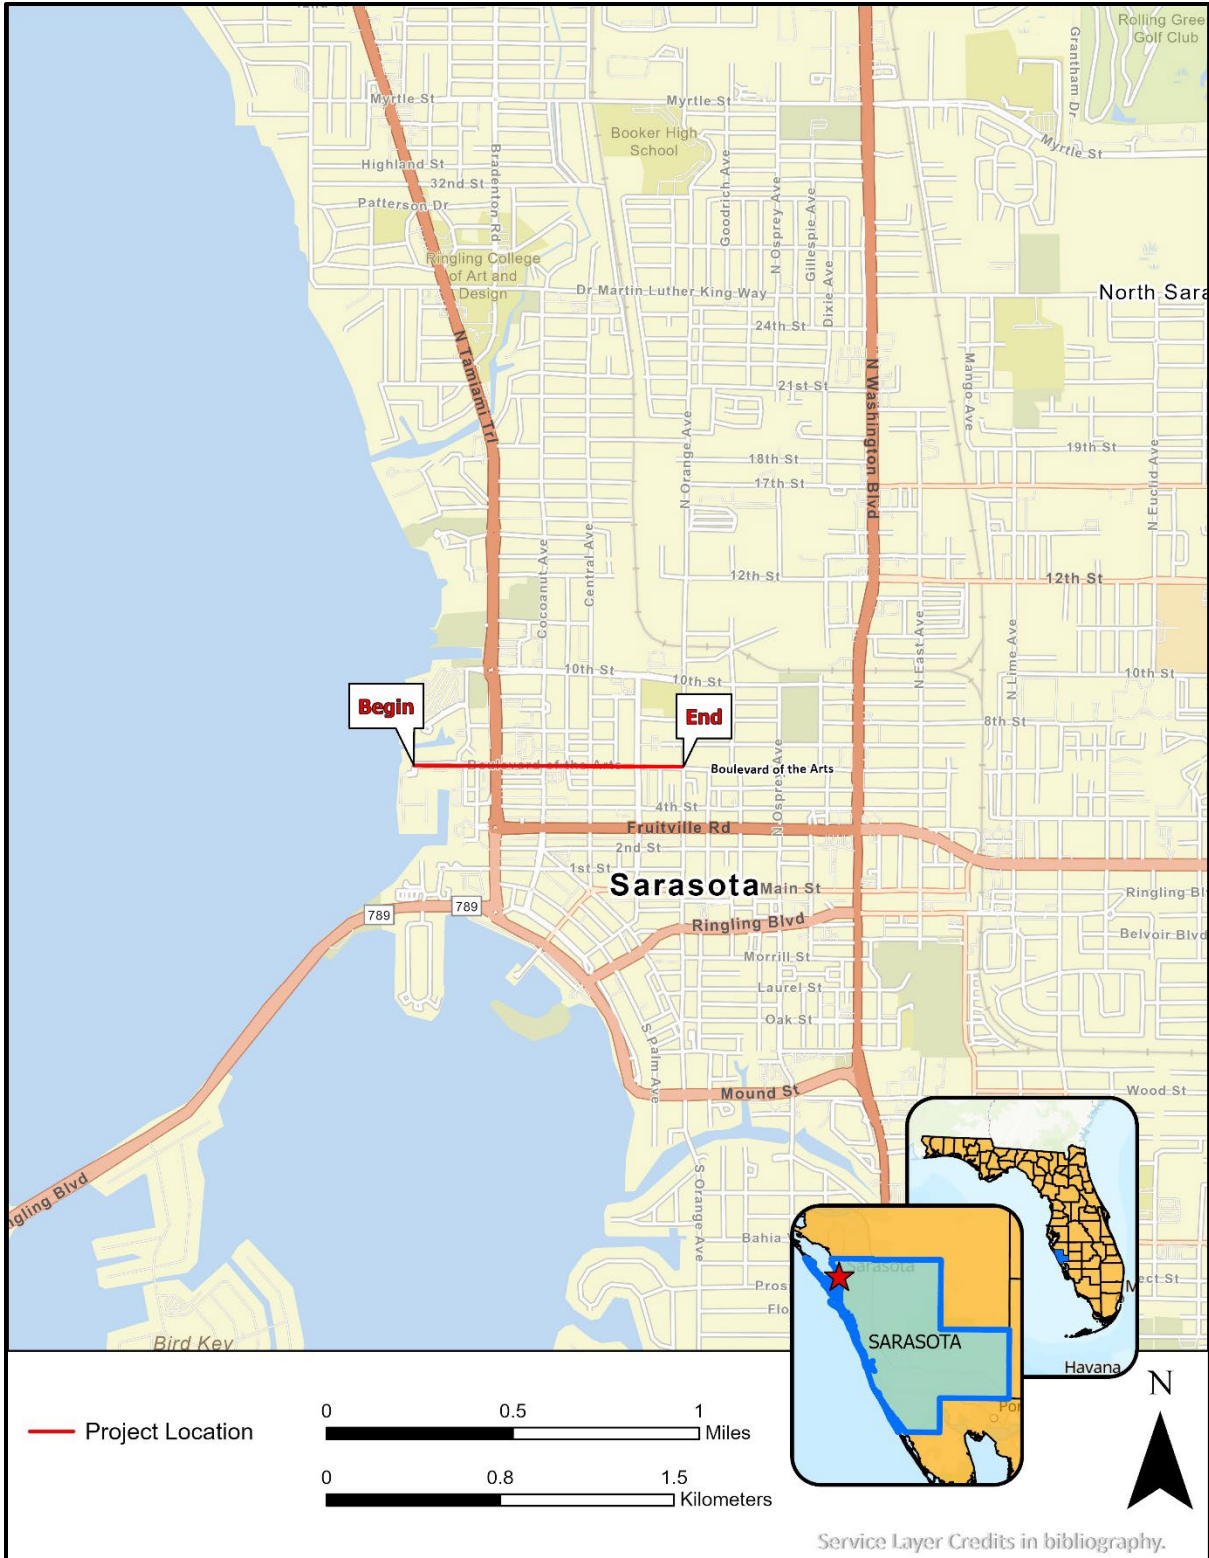 Rolling Gree
Golf Club
Grantham Dr
Myrtle St
Myrtle St
Booker High
School
Myrtle St
Highland St
Bradenton Rd
32nd St
Patterson Dr
Goodrich Ave
N Osprey Ave
Gillespie Ave
Ringling College
of Art and
Design
Dr Martin Luther King Way
Dixie Ave
North Sara
24th St
N Tamiami Trl
N Washington Blvd
Mango Ave
21st St
N Orange Ave
19th St
18th St
17th St
N Euclid Ave
Cocoanut Ave
Central Ave
12th St
12th St
N East Ave
N Lime Ave
10th St
10th St
10th St
Begin
End
8th St
Boulevard of the Arts
Boulevard of the Arts
N Osprey Ave
4th St
Fruitville Rd
2nd St
1st St
Sarasota
Main St
Ringling Bl
789
789
Ringling Blvd
Belvoir Blvd
Morrill St
Laurel St
Oak St
S Palm Ave
Mound St
Wood St
S Orange Ave
ngling Blvd
Bahia
Pros
ect St
Flo
Bird Key
Sarasota
SARASOTA
Por
M
Havana
N
Project Location
0 0.5 1
Miles
0 0.8 1.5
Kilometers
Service Layer Credits in bibliography.